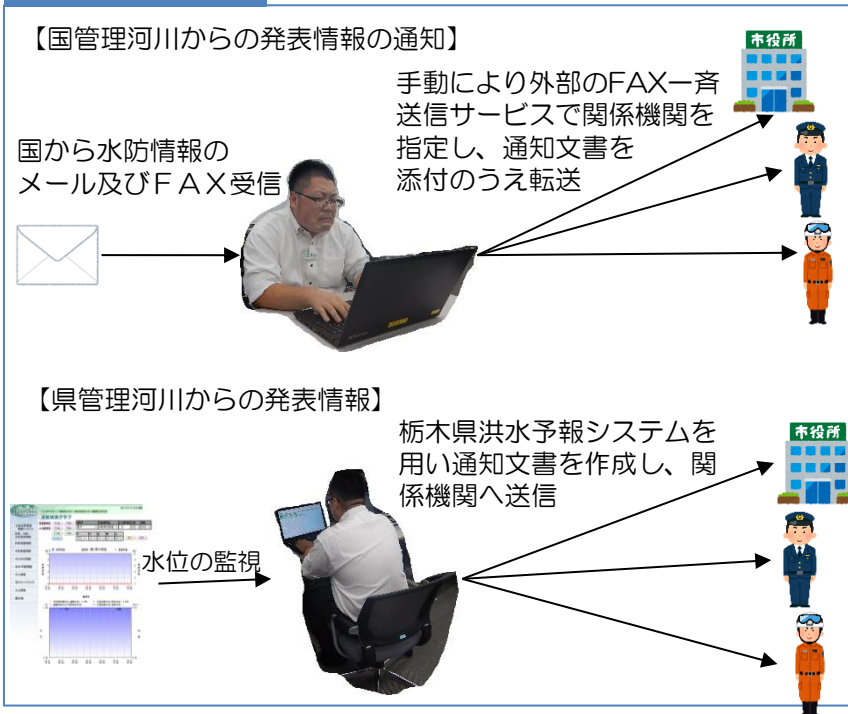 【国管理河川からの発表情報の通知】
市役所
手動により外部のFAX一斉
送信サービスで関係機関を
指定し、通知文書を
添付のうえ転送
国から水防情報の
メール及びＦＡＸ受信
【県管理河川からの発表情報】
市役所
栃木県洪水予報システムを
用い通知文書を作成し、関
係機関へ送信
水位の監視